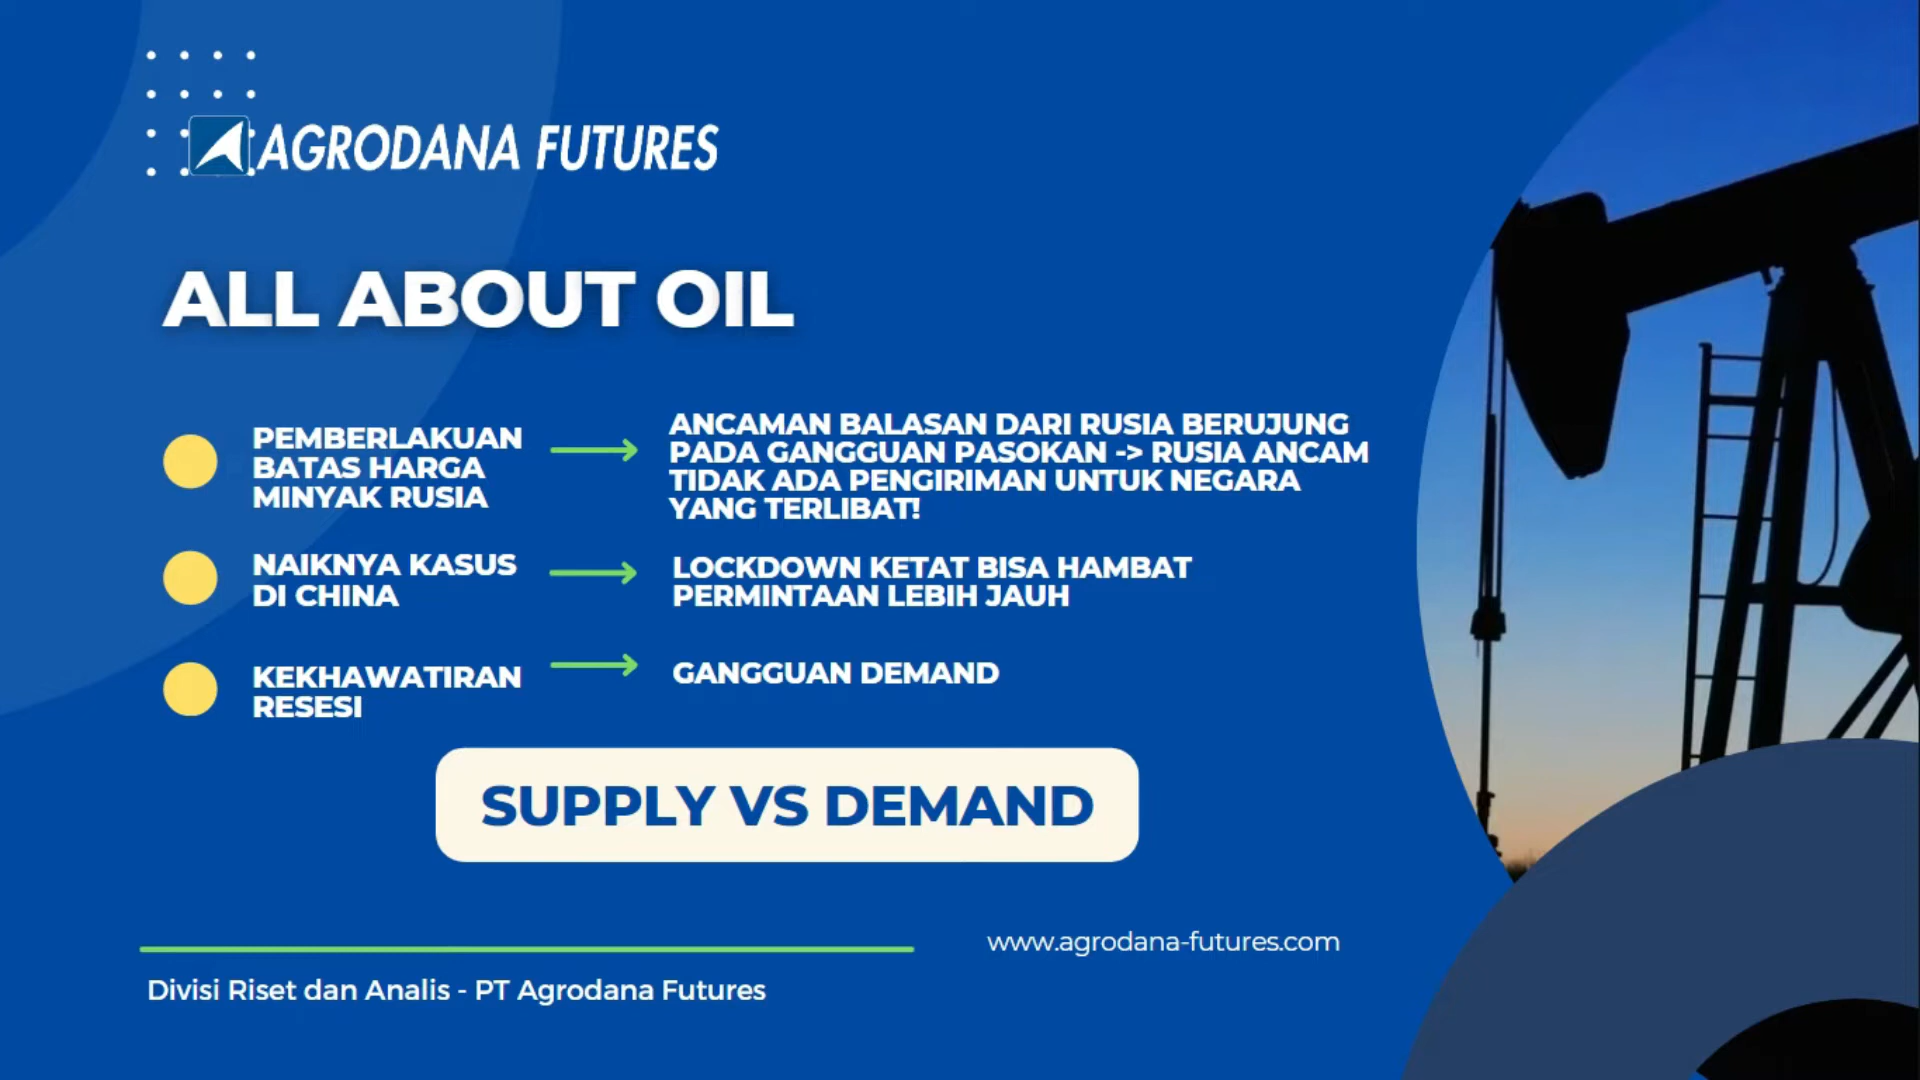 AGRODANA FUTURES
ALL ABOUT OIL
PEMBERLAKUAN
BATAS HARGA
MINYAK RUSIA
ANCAMAN BALASAN DARI RUSIA BERUJUNG
PADA GANGGUAN PASOKAN -> RUSIA ANCAM
TIDAK ADA PENGIRIMAN UNTUK NEGARA
YANG TERLIBAT!
NAIKNYA KASUS
DI CHINA
LOCKDOWN KETAT BISA HAMBAT
PERMINTAAN LEBIH JAUH
KEKHAWATIRAN
RESESI
GANGGUAN DEMAND
SUPPLY VS DEMAND
www.agrodana-futures.com
Divisi Riset dan Analis - PT Agrodana Futures